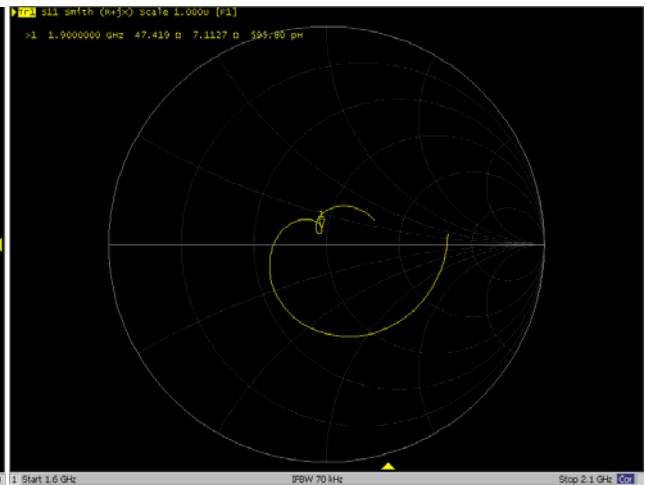 Tr1 S11 Smith (R+jX) Scale 1.000U [F1]
>1 1.9000000 GHz 47.419 Ω 7.1127 Ω 595.80 pH
1
1 Start 1.6 GHz IFBW 70 kHz Stop 2.1 GHz Cor